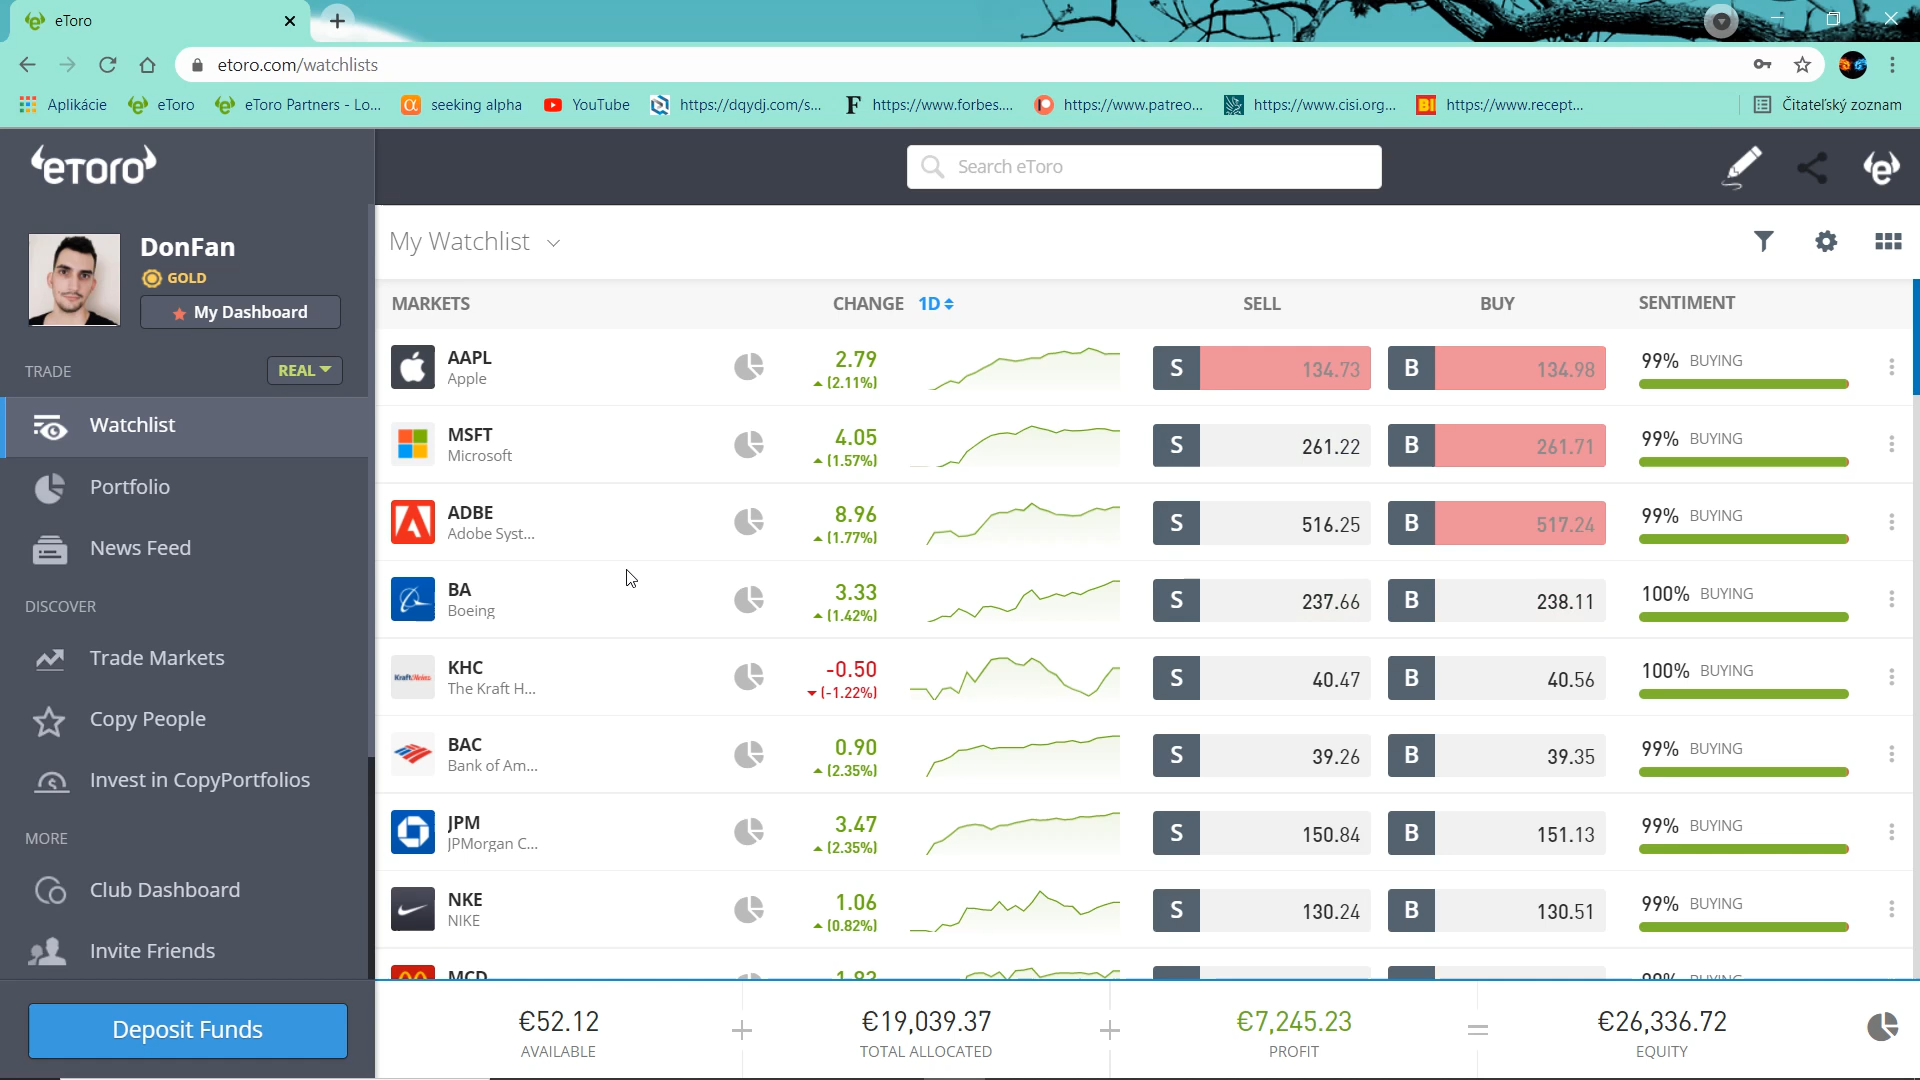 eToro
etoro.com/watchlists
Aplikácie eToro eToro Partners - Lo... seeking alpha YouTube https://dqydj.com/s... https://www.forbes.... https://www.patreo... https://www.cisi.org... https://www.recept... Čitateľský zoznam
eToro
Search eToro
DonFan
GOLD
My Dashboard
TRADE REAL
Watchlist
Portfolio
News Feed
DISCOVER
Trade Markets
Copy People
Invest in CopyPortfolios
MORE
Club Dashboard
Invite Friends
Deposit Funds
My Watchlist
MARKETS CHANGE 1D SELL BUY SENTIMENT
AAPL 2.79 S 134.73 B 134.98 99% BUYING
Apple (2.11%)
MSFT 4.05 S 261.22 B 261.71 99% BUYING
Microsoft (1.57%)
ADBE 8.96 S 516.25 B 517.24 99% BUYING
Adobe Syst... (1.77%)
BA 3.33 S 237.66 B 238.11 100% BUYING
Boeing (1.42%)
KHC -0.50 S 40.47 B 40.56 100% BUYING
The Kraft H... (-1.22%)
BAC 0.90 S 39.26 B 39.35 99% BUYING
Bank of Am... (2.35%)
JPM 3.47 S 150.84 B 151.13 99% BUYING
JPMorgan C... (2.35%)
NKE 1.06 S 130.24 B 130.51 99% BUYING
NIKE (0.82%)
MCD
€52.12 + €19,039.37 + €7,245.23 = €26,336.72
AVAILABLE TOTAL ALLOCATED PROFIT EQUITY